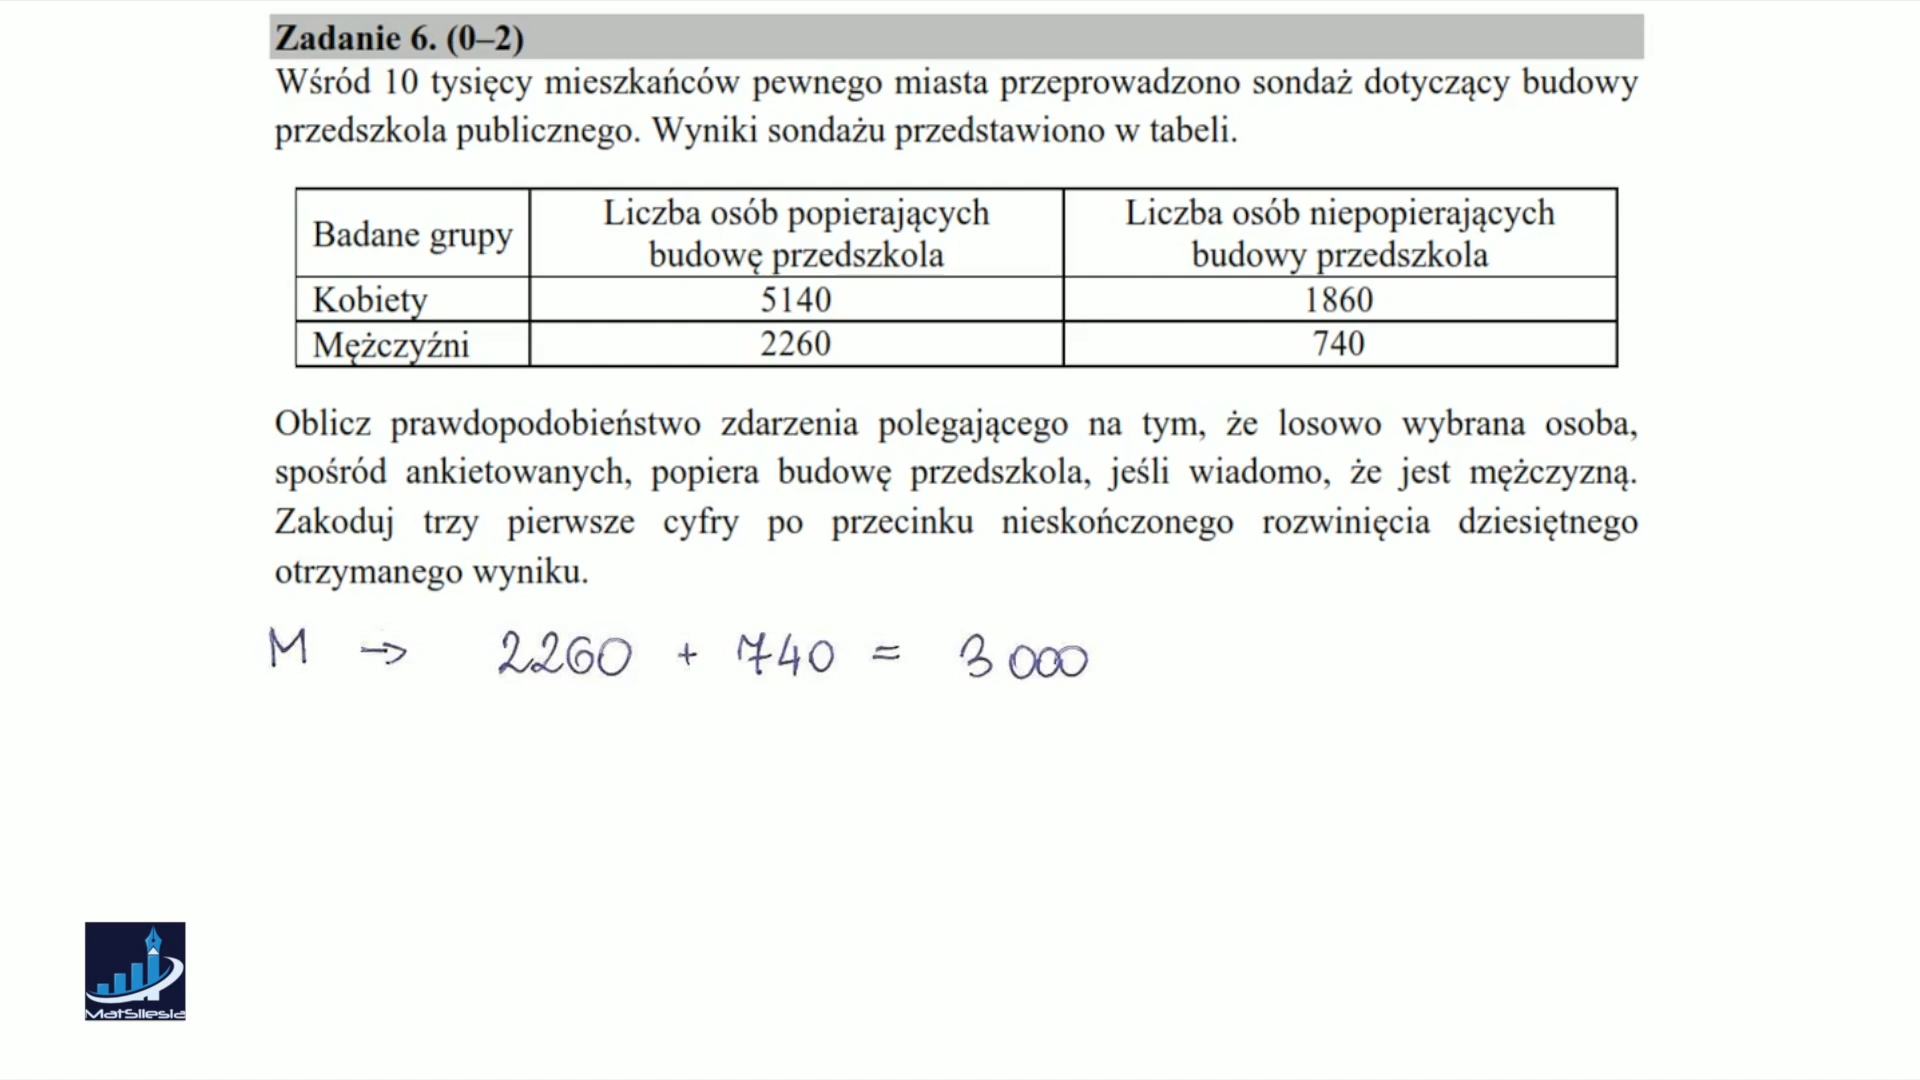 Zadanie 6. (0–2)
Wśród 10 tysięcy mieszkańców pewnego miasta przeprowadzono sondaż dotyczący budowy
przedszkola publicznego. Wyniki sondażu przedstawiono w tabeli.
Badane grupy
Liczba osób popierających
budowę przedszkola
Liczba osób niepopierających
budowy przedszkola
Kobiety 5140 1860
Mężczyźni 2260 740
Oblicz prawdopodobieństwo zdarzenia polegającego na tym, że losowo wybrana osoba,
spośród ankietowanych, popiera budowę przedszkola, jeśli wiadomo, że jest mężczyzną.
Zakoduj trzy pierwsze cyfry po przecinku nieskończonego rozwinięcia dziesiętnego
otrzymanego wyniku.
M → 2260 + 740 = 3000
MatSilesia